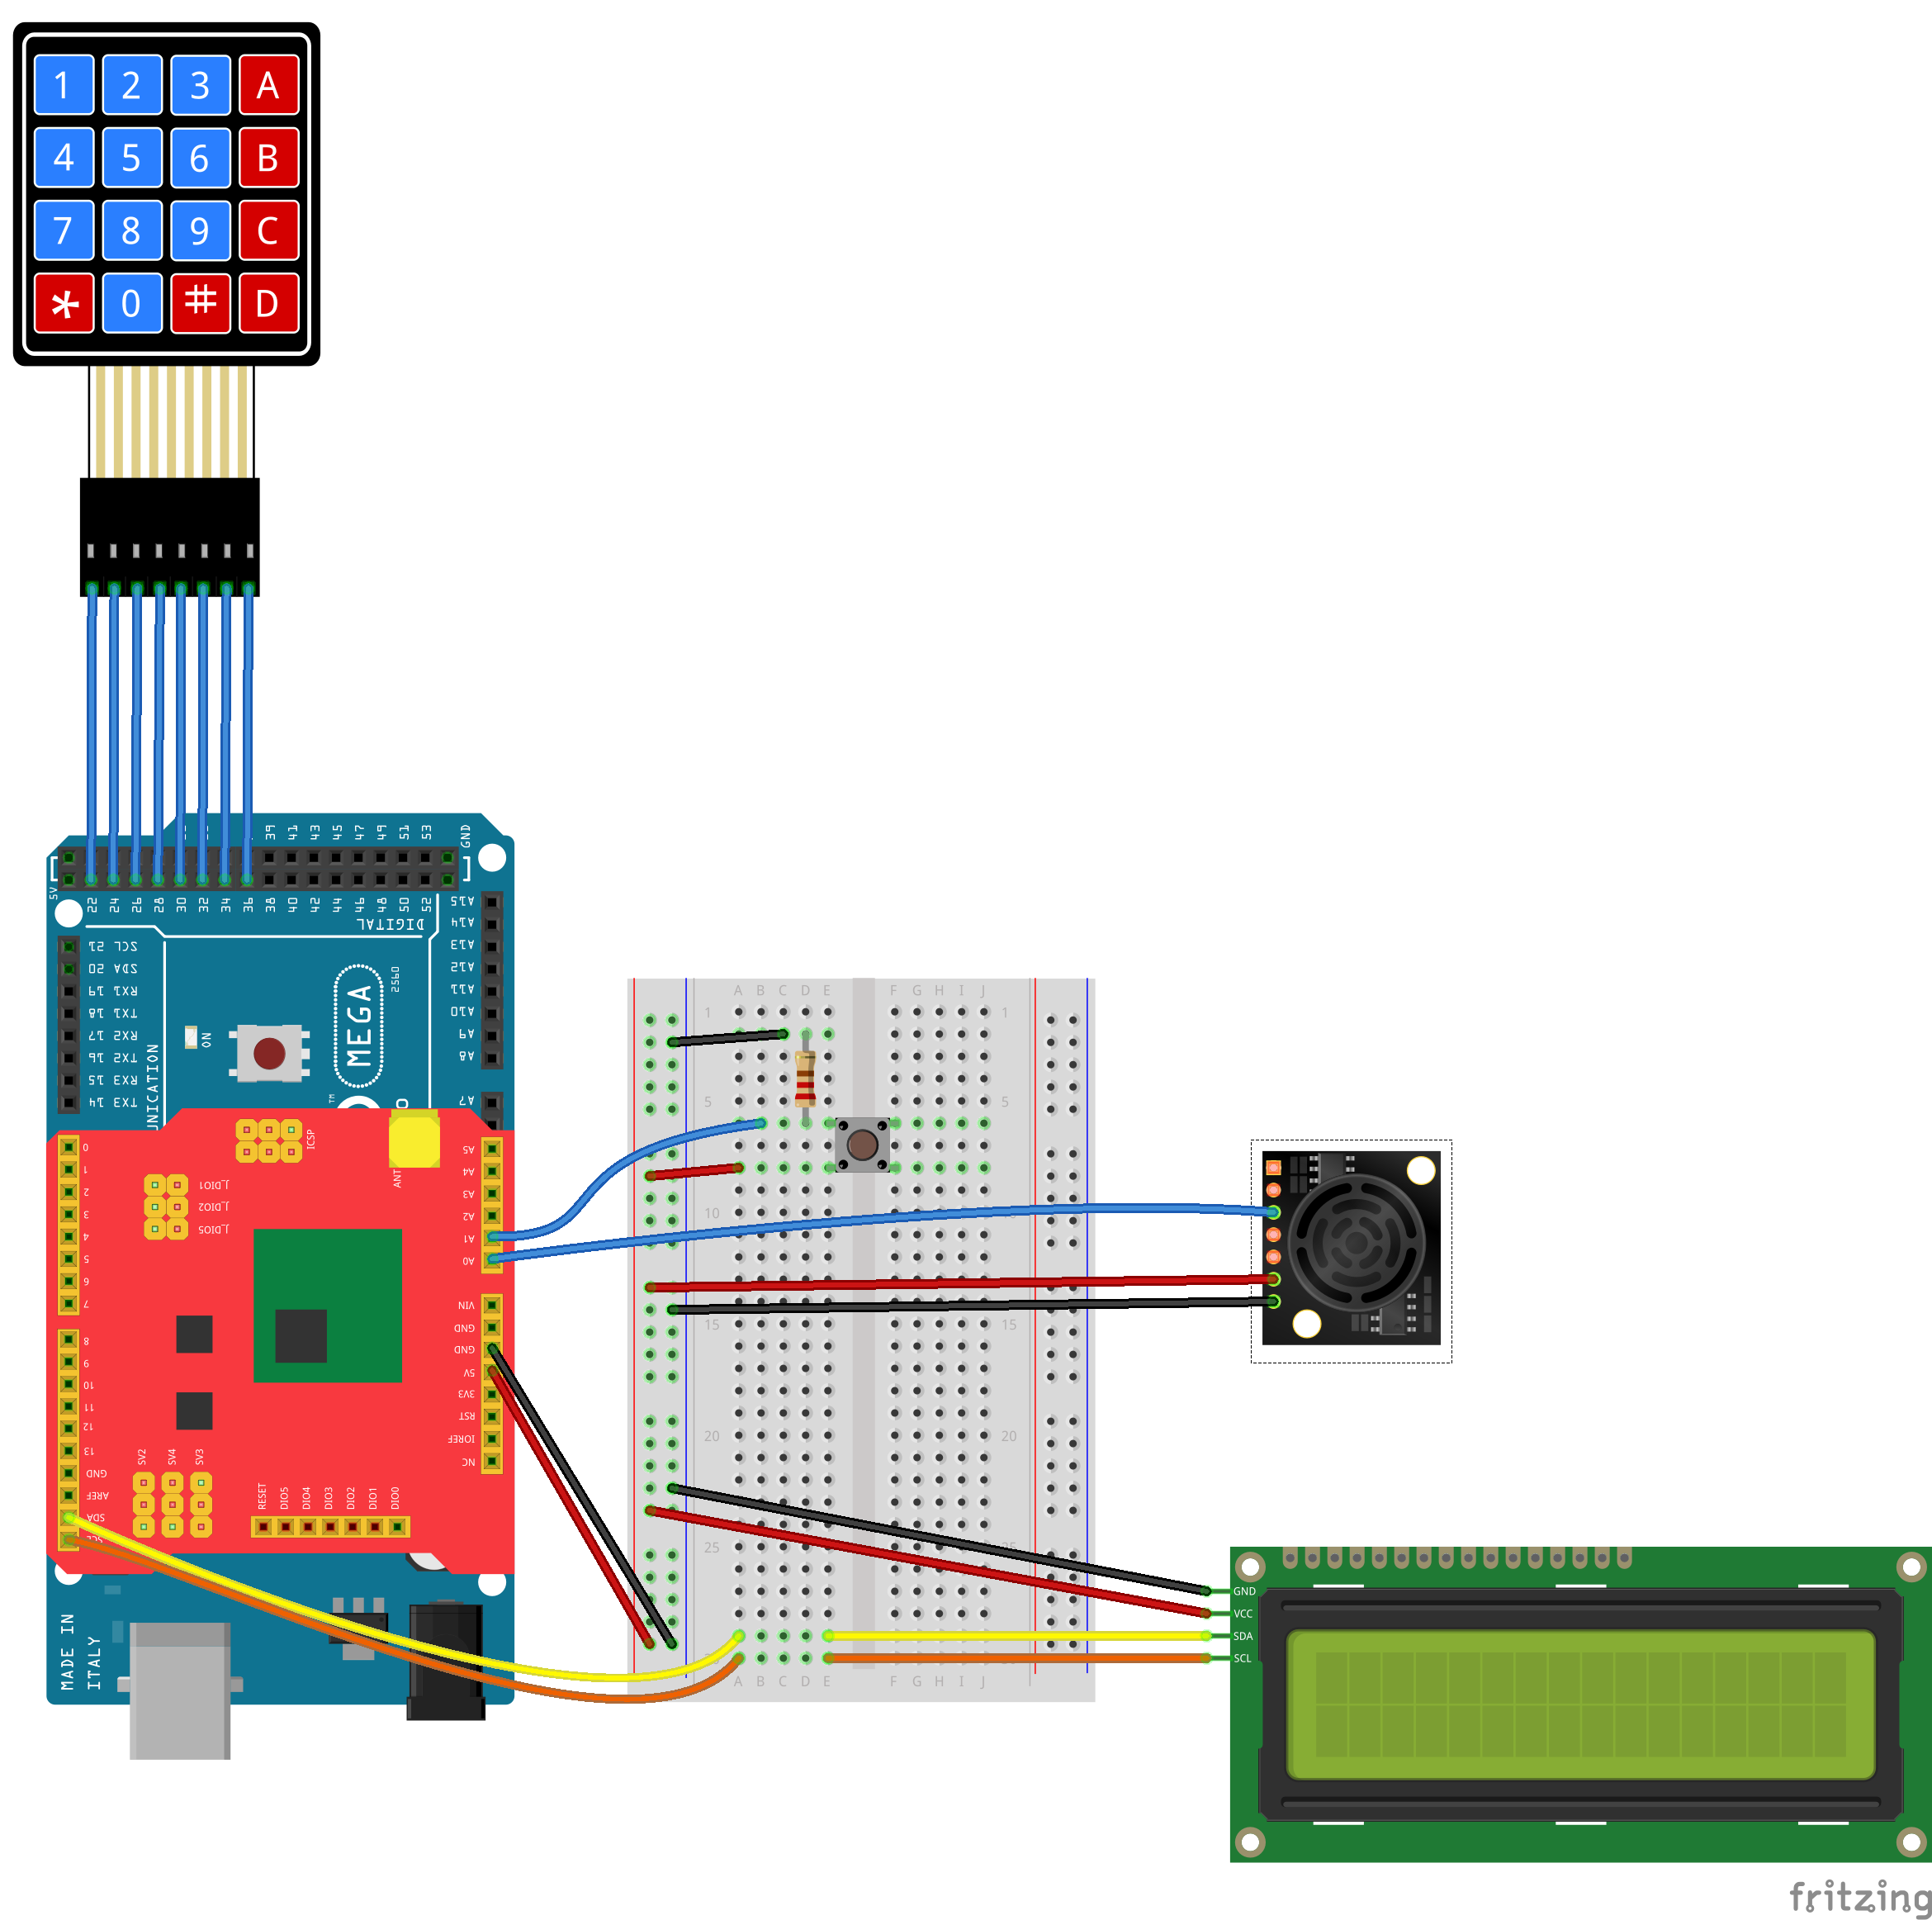 1 2 3 A
4 5 6 B
7 8 9 C
* 0 # D
39 41 43 45 47 49 51 53 GND
5V
22 24 26 28 30 32 34 36 38 40 42 44 46 48 50 52
DIGITAL
A15
A14
A13
A12
A11
A10
A9
A8
A7
SCL 21
SDA 20
RX1 19
TX1 18
RX2 17
TX2 16
RX3 15
TX3 14
ON
MEGA
2560
TM
ICSP
ANT
J_DIO1
J_DIO2
J_DIO5
0
1
2
3
4
5
6
7
8
9
10
11
12
13
GND
AREF
SDA
A5
A4
A3
A2
A1
A0
VIN
GND
GND
5V
3V3
RST
IOREF
NC
SV2 SV4 SV3
RESET DIO5 DIO4 DIO3 DIO2 DIO1 DIO0
MADE IN
ITALY
A B C D E F G H I J
1 1
5 5
10
15 15
20 20
25
A B C D E F G H I J
GND
VCC
SDA
SCL
fritzing